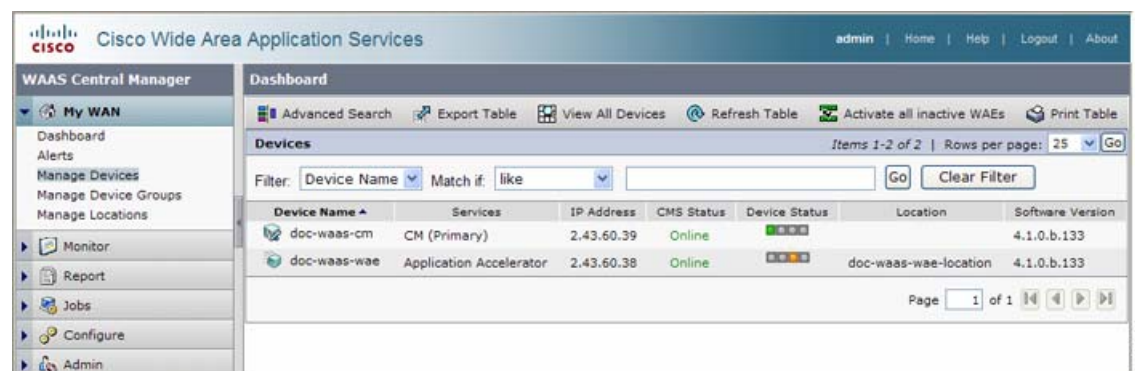 CISCO Cisco Wide Area Application Services admin | Home | Help | Logout | About
WAAS Central Manager Dashboard
My WAN Advanced Search Export Table View All Devices Refresh Table Activate all inactive WAEs Print Table
Dashboard
Alerts
Manage Devices
Manage Device Groups
Manage Locations
Monitor
Report
Jobs
Configure
Admin
Devices Items 1-2 of 2 | Rows per page: 25 Go
Filter: Device Name Match if: like Go Clear Filter
Device Name Services IP Address CMS Status Device Status Location Software Version
doc-waas-cm CM (Primary) 2.43.60.39 Online 4.1.0.b.133
doc-waas-wae Application Accelerator 2.43.60.38 Online doc-waas-wae-location 4.1.0.b.133
Page 1 of 1